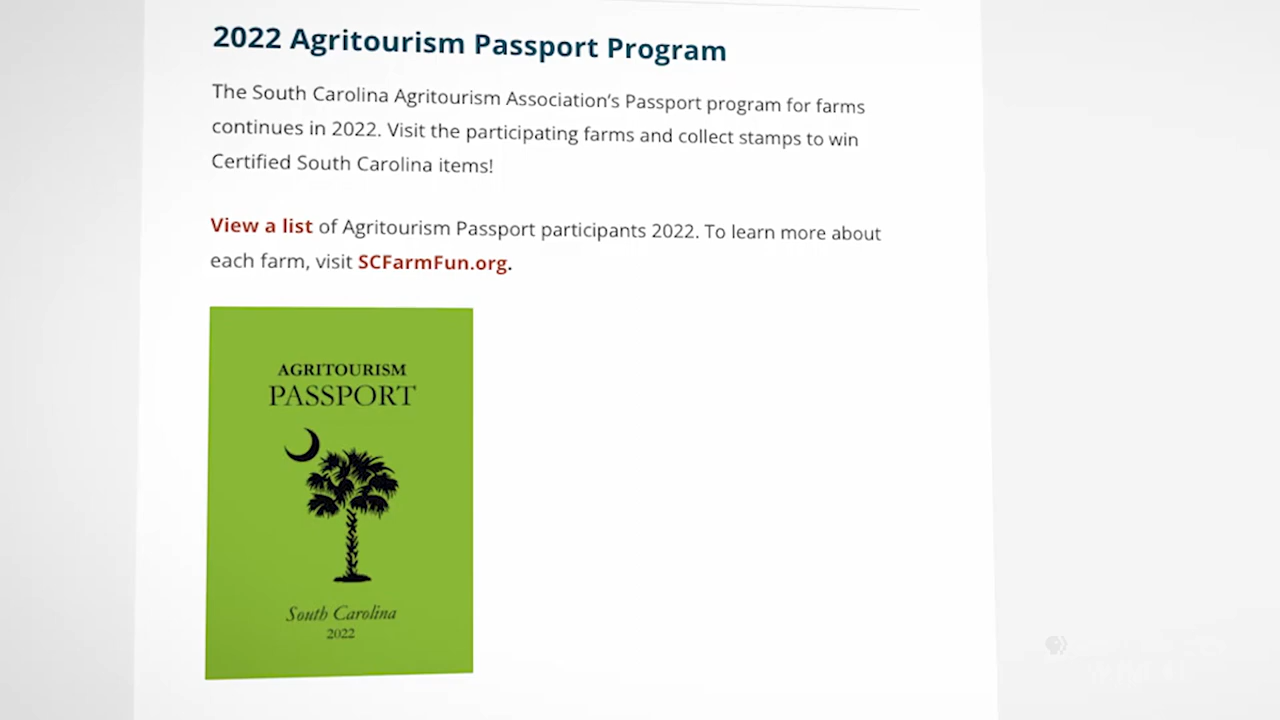 2022 Agritourism Passport Program
The South Carolina Agritourism Association’s Passport program for farms
continues in 2022. Visit the participating farms and collect stamps to win
Certified South Carolina items!
View a list of Agritourism Passport participants 2022. To learn more about
each farm, visit SCFarmFun.org.
AGRITOURISM
PASSPORT
South Carolina
2022